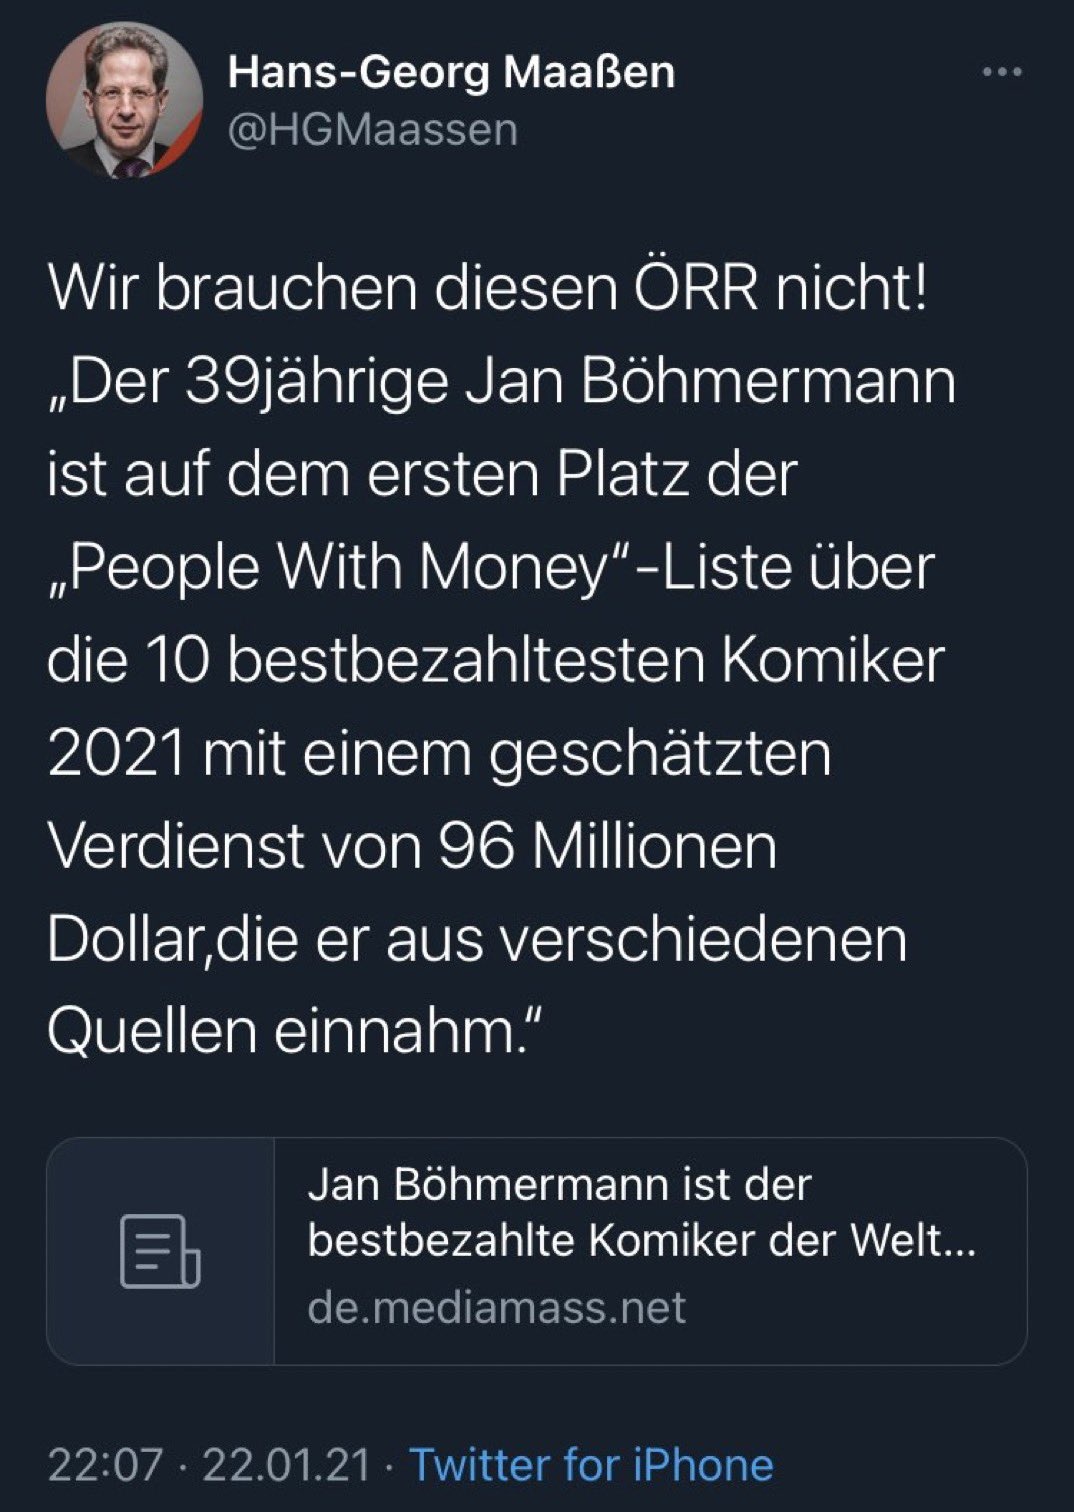 Hans-Georg Maaßen
@HGMaassen
Wir brauchen diesen ÖRR nicht!
„Der 39jährige Jan Böhmermann
ist auf dem ersten Platz der
„People With Money“-Liste über
die 10 bestbezahltesten Komiker
2021 mit einem geschätzten
Verdienst von 96 Millionen
Dollar,die er aus verschiedenen
Quellen einnahm.“
Jan Böhmermann ist der
bestbezahlte Komiker der Welt...
de.mediamass.net
22:07 · 22.01.21 · Twitter for iPhone